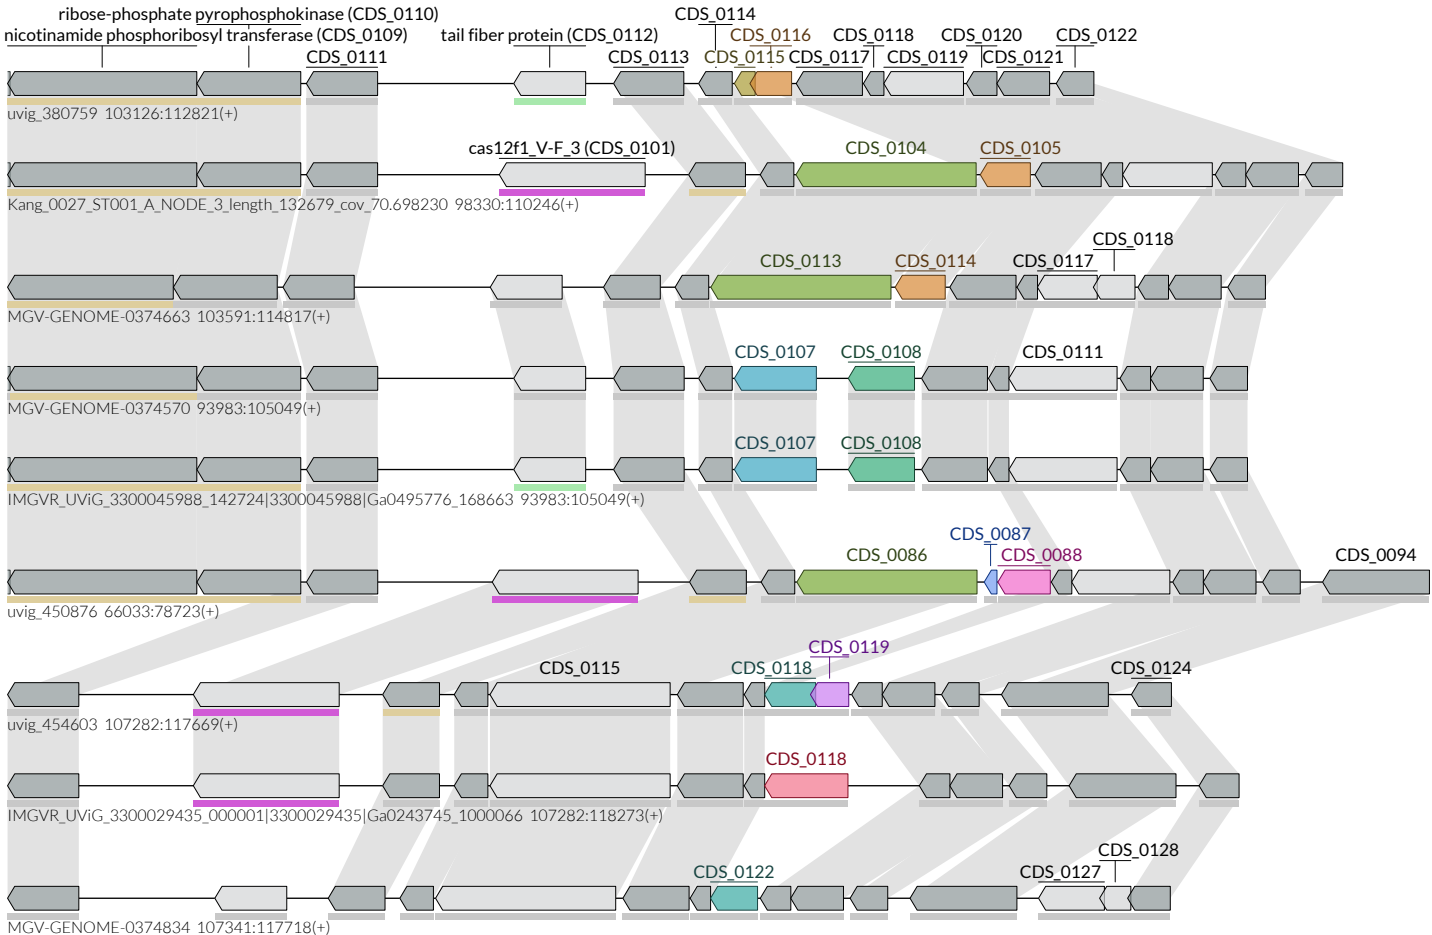 ribose-phosphate pyrophosphokinase (CDS_0110) CDS_0114
nicotinamide phosphoribosyl transferase (CDS_0109) tail fiber protein (CDS_0112) CDS_0116 CDS_0118 CDS_0120 CDS_0122
CDS_0111 CDS_0113 CDS_0115 CDS_0117 CDS_0119 CDS_0121
uvig_380759 103126:112821(+)
cas12f1_V-F_3 (CDS_0101) CDS_0104 CDS_0105
Kang_0027_ST001_A_NODE_3_length_132679_cov_70.698230 98330:110246(+)
CDS_0118
CDS_0113 CDS_0114 CDS_0117
MGV-GENOME-0374663 103591:114817(+)
CDS_0107 CDS_0108 CDS_0111
MGV-GENOME-0374570 93983:105049(+)
CDS_0107 CDS_0108
IMGVR_UViG_3300045988_142724|3300045988|Ga0495776_168663 93983:105049(+)
CDS_0087
CDS_0086 CDS_0088 CDS_0094
uvig_450876 66033:78723(+)
CDS_0119
CDS_0115 CDS_0118 CDS_0124
uvig_454603 107282:117669(+)
CDS_0118
IMGVR_UViG_3300029435_000001|3300029435|Ga0243745_1000066 107282:118273(+)
CDS_0128
CDS_0122 CDS_0127
MGV-GENOME-0374834 107341:117718(+)